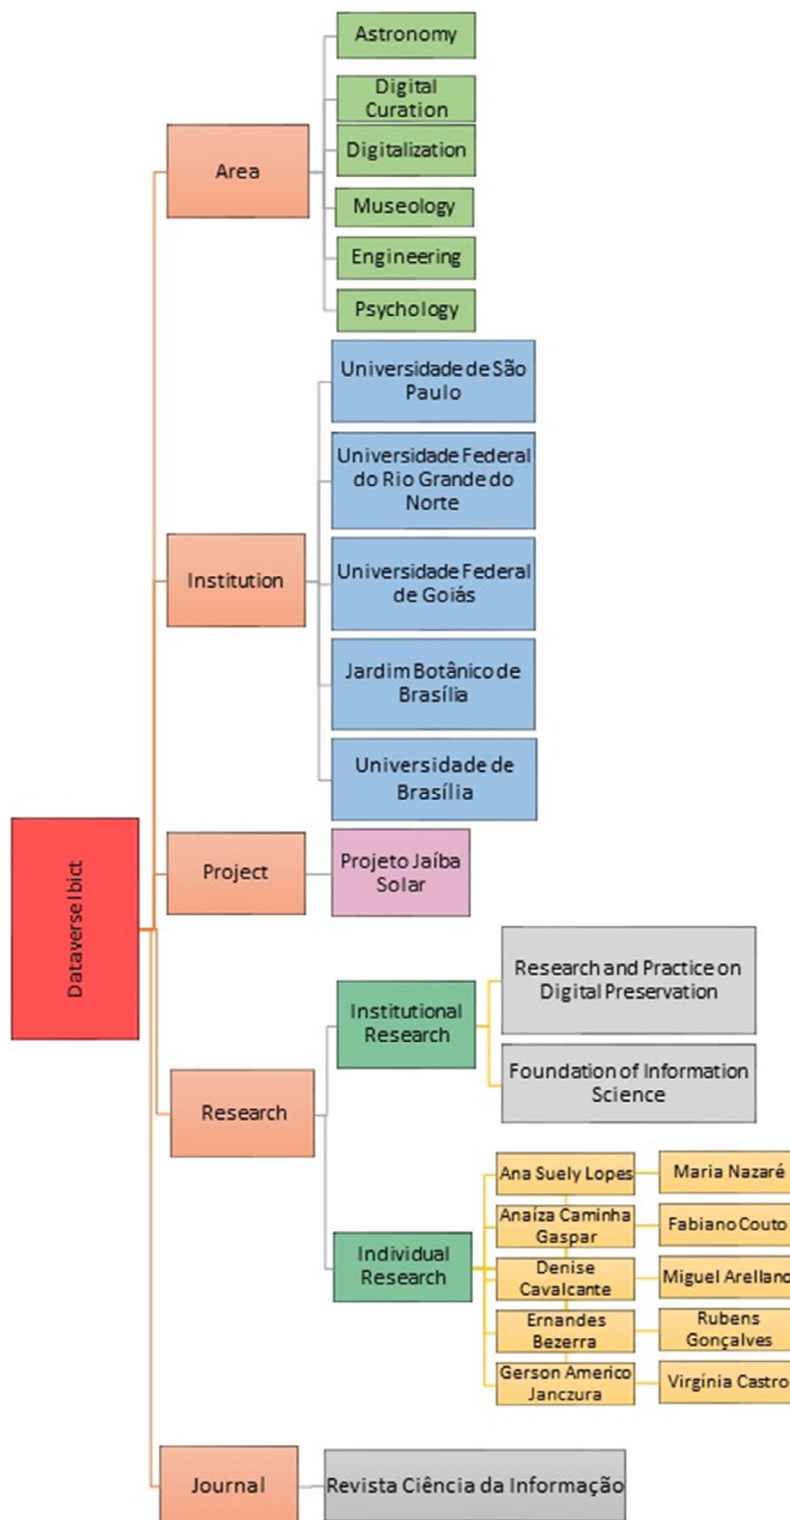 Astronomy
Digital
Curation
Digitalization
Area
Museology
Engineering
Psychology
Universidade de São
Paulo
Universidade Federal
do Rio Grande do
Norte
Institution
Universidade Federal
de Goiás
Jardim Botânico de
Brasília
Universidade de
Brasília
Dataverse Ibict
Project
Projeto Jaíba
Solar
Research
Institutional
Research
Research and Practice on
Digital Preservation
Foundation of Information
Science
Individual
Research
Ana Suely Lopes
Maria Nazaré
Anaíza Caminha
Gaspar
Fabiano Couto
Denise
Cavalcante
Miguel Arellano
Ernandes
Bezerra
Rubens
Gonçalves
Gerson Americo
Janczura
Virgínia Castro
Journal
Revista Ciência da Informação